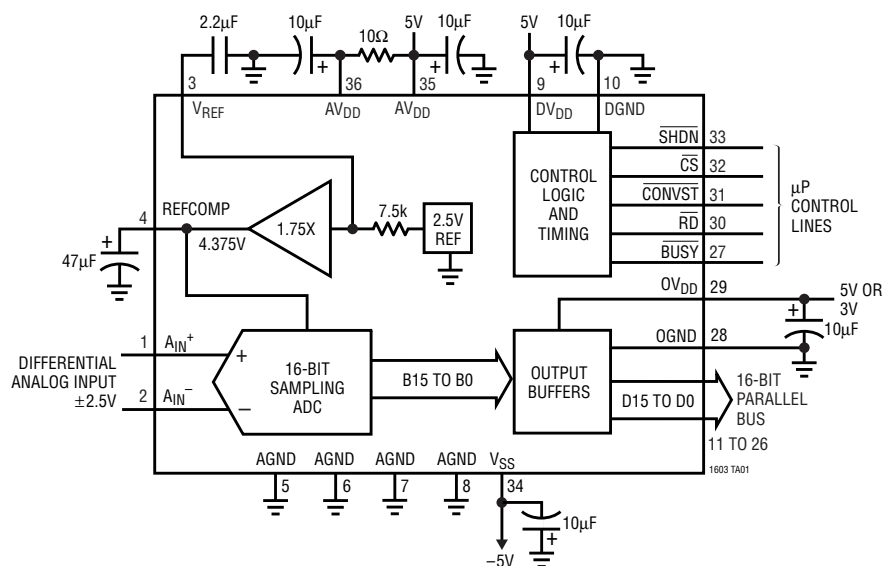 2.2µF
10µF
10Ω
5V
10µF
5V
10µF
3
36
35
9
10
VREF
AVDD
AVDD
DVDD
DGND
SHDN 33
CS 32
CONVST 31
RD 30
BUSY 27
µP
CONTROL
LINES
CONTROL
LOGIC
AND
TIMING
4
REFCOMP
4.375V
1.75X
7.5k
2.5V
REF
47µF
OVDD 29
5V OR
3V
10µF
OGND 28
1 AIN+
DIFFERENTIAL
ANALOG INPUT
±2.5V
2 AIN−
+
−
16-BIT
SAMPLING
ADC
B15 TO B0
OUTPUT
BUFFERS
D15 TO D0
16-BIT
PARALLEL
BUS
11 TO 26
1603 TA01
AGND
AGND
AGND
AGND
VSS
5
6
7
8
34
10µF
−5V